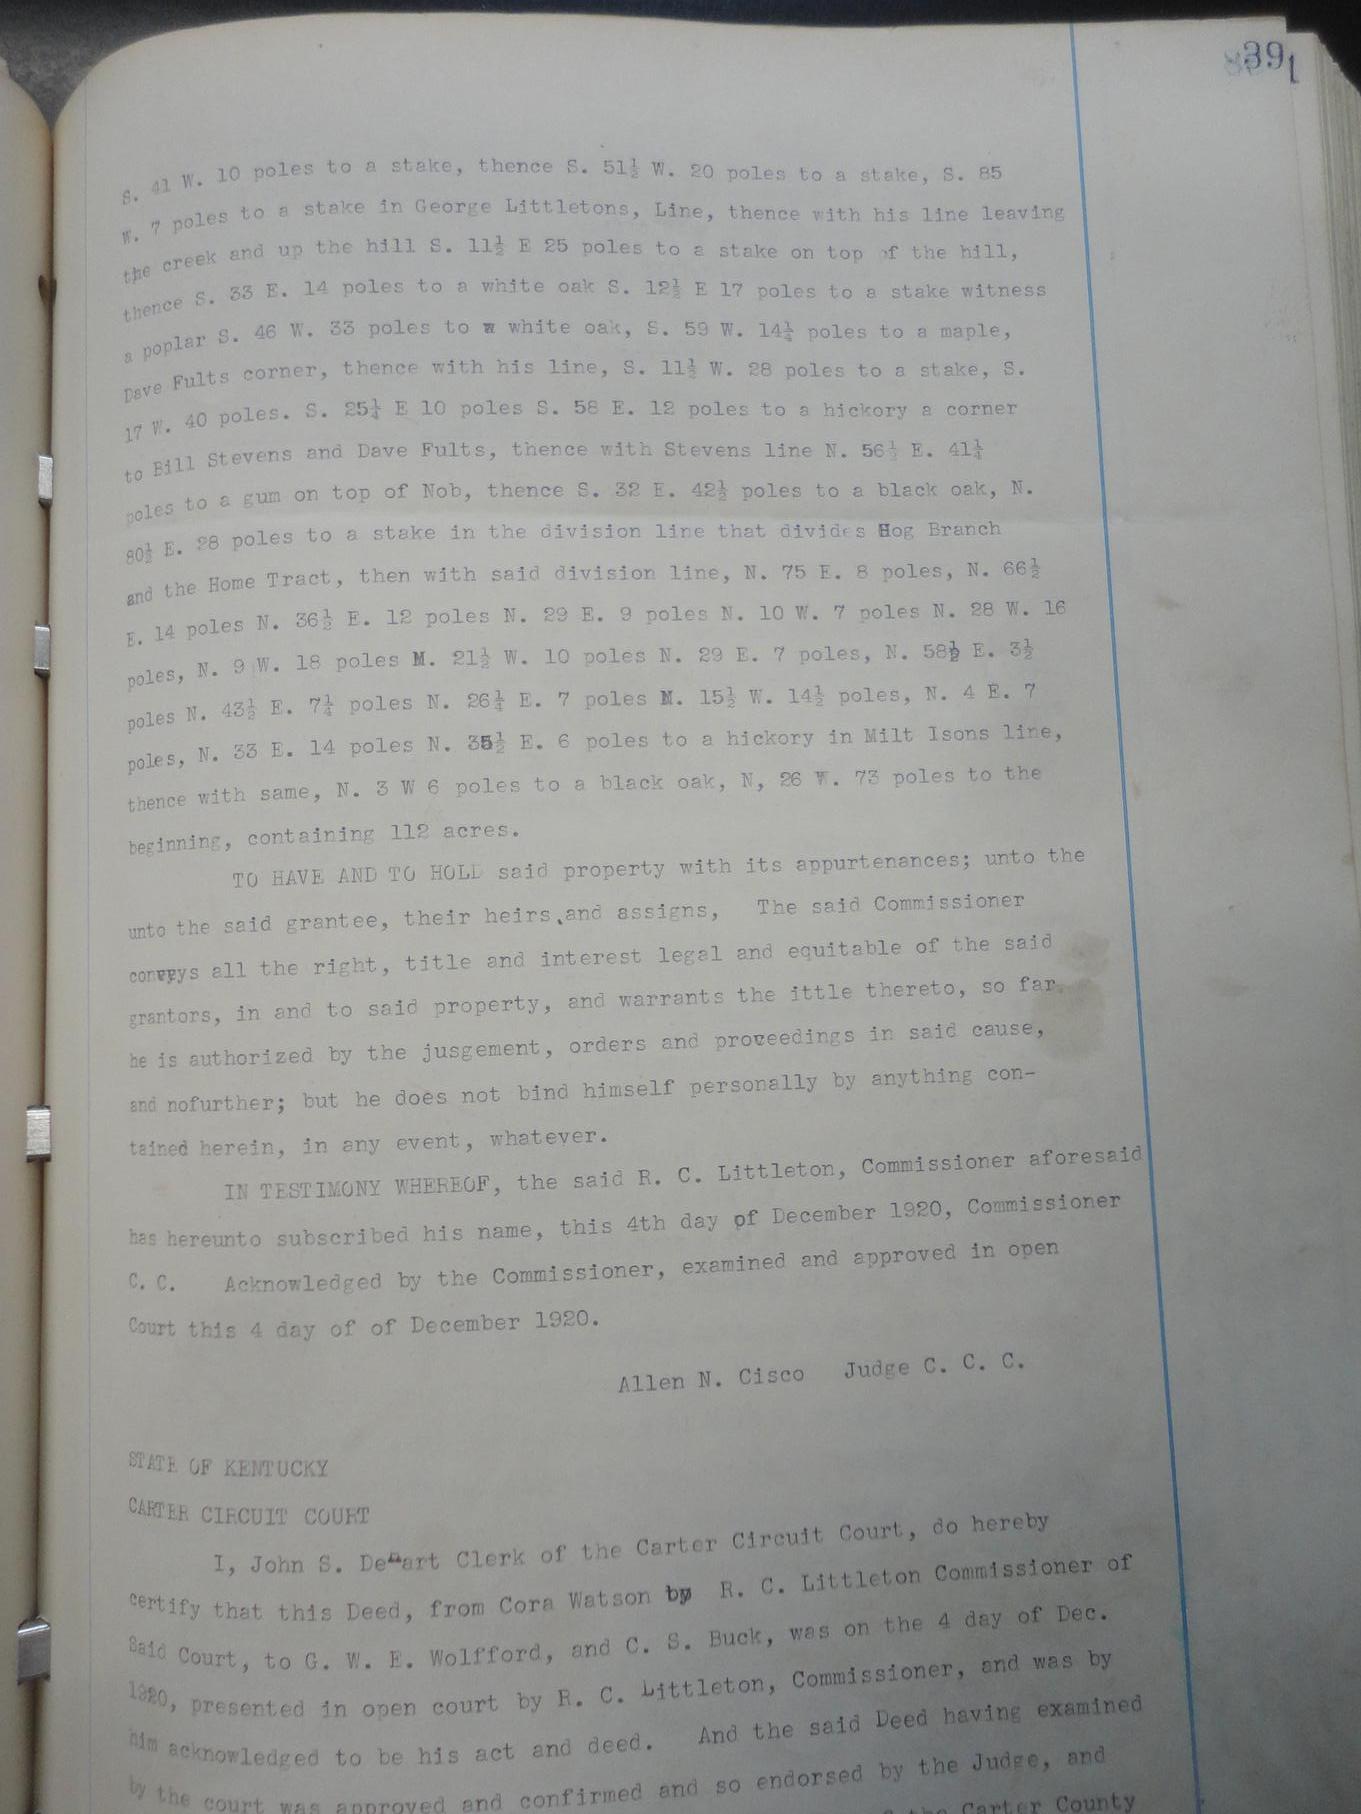 391
S. 41 W. 10 poles to a stake, thence S. 51½ W. 20 poles to a stake, S. 85
W. 7 poles to a stake in George Littletons, Line, thence with his line leaving
the creek and up the hill S. 11½ E 25 poles to a stake on top of the hill,
thence S. 33 E. 14 poles to a white oak S. 12½ E 17 poles to a stake witness
a poplar S. 46 W. 33 poles to a white oak, S. 59 W. 14¼ poles to a maple,
Dave Fults corner, thence with his line, S. 11½ W. 28 poles to a stake, S.
17 W. 40 poles. S. 25¼ E 10 poles S. 58 E. 12 poles to a hickory a corner
to Bill Stevens and Dave Fults, thence with Stevens line N. 56½ E. 41¼
poles to a gum on top of Nob, thence S. 32 E. 42½ poles to a black oak, N.
80½ E. 28 poles to a stake in the division line that divides Hog Branch
and the Home Tract, then with said division line, N. 75 E. 8 poles, N. 66½
E. 14 poles N. 36½ E. 12 poles N. 29 E. 9 poles N. 10 W. 7 poles N. 28 W. 16
poles, N. 9 W. 18 poles M. 21½ W. 10 poles N. 29 E. 7 poles, N. 58½ E. 3½
poles N. 43½ E. 7¼ poles N. 26¼ E. 7 poles M. 15½ W. 14½ poles, N. 4 E. 7
poles, N. 33 E. 14 poles N. 35½ E. 6 poles to a hickory in Milt Isons line,
thence with same, N. 3 W 6 poles to a black oak, N, 26 W. 73 poles to the
beginning, containing 112 acres.
TO HAVE AND TO HOLD said property with its appurtenances; unto the
unto the said grantee, their heirs,and assigns, The said Commissioner
conveys all the right, title and interest legal and equitable of the said
grantors, in and to said property, and warrants the ittle thereto, so far
he is authorized by the jusgement, orders and proveedings in said cause,
and nofurther; but he does not bind himself personally by anything con-
tained herein, in any event, whatever.
IN TESTIMONY WHEREOF, the said R. C. Littleton, Commissioner aforesaid
has hereunto subscribed his name, this 4th day of December 1920, Commissioner
C. C. Acknowledged by the Commissioner, examined and approved in open
Court this 4 day of of December 1920.
Allen N. Cisco Judge C. C. C.
STATE OF KENTUCKY
CARTER CIRCUIT COURT
I, John S. De"art Clerk of the Carter Circuit Court, do hereby
certify that this Deed, from Cora Watson by R. C. Littleton Commissioner of
Said Court, to G. W. E. Wolfford, and C. S. Buck, was on the 4 day of Dec.
1920, presented in open court by R. C. Littleton, Commissioner, and was by
him acknowledged to be his act and deed. And the said Deed having examined
by the court was approved and confirmed and so endorsed by the Judge, and
the Carter County